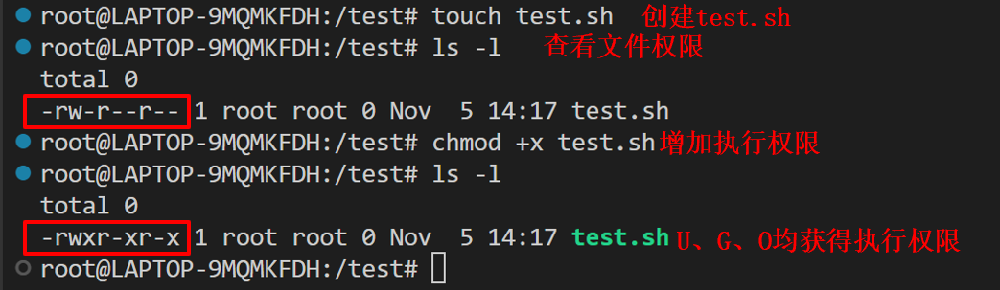 root@LAPTOP-9MQMKFDH:/test# touch test.sh 创建test.sh
root@LAPTOP-9MQMKFDH:/test# ls -l 查看文件权限
total 0
-rw-r--r-- 1 root root 0 Nov  5 14:17 test.sh
root@LAPTOP-9MQMKFDH:/test# chmod +x test.sh增加执行权限
root@LAPTOP-9MQMKFDH:/test# ls -l
total 0
-rwxr-xr-x 1 root root 0 Nov  5 14:17 test.sh U、G、O均获得执行权限
root@LAPTOP-9MQMKFDH:/test#